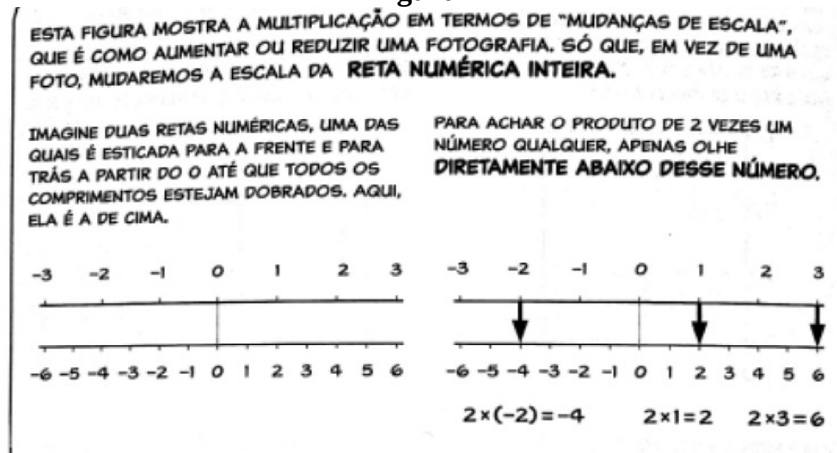 ESTA FIGURA MOSTRA A MULTIPLICAÇÃO EM TERMOS DE "MUDANÇAS DE ESCALA",
QUE É COMO AUMENTAR OU REDUZIR UMA FOTOGRAFIA. SÓ QUE, EM VEZ DE UMA
FOTO, MUDAREMOS A ESCALA DA RETA NUMÉRICA INTEIRA.
IMAGINE DUAS RETAS NUMÉRICAS, UMA DAS
QUAIS É ESTICADA PARA A FRENTE E PARA
TRÁS A PARTIR DO 0 ATÉ QUE TODOS OS
COMPRIMENTOS ESTEJAM DOBRADOS. AQUI,
ELA É A DE CIMA.
-3 -2 -1 0 1 2 3
-6 -5 -4 -3 -2 -1 0 1 2 3 4 5 6
PARA ACHAR O PRODUTO DE 2 VEZES UM
NÚMERO QUALQUER, APENAS OLHE
DIRETAMENTE ABAIXO DESSE NÚMERO.
-3 -2 -1 0 1 2 3
-6 -5 -4 -3 -2 -1 0 1 2 3 4 5 6
2×(-2)=-4 2×1=2 2×3=6